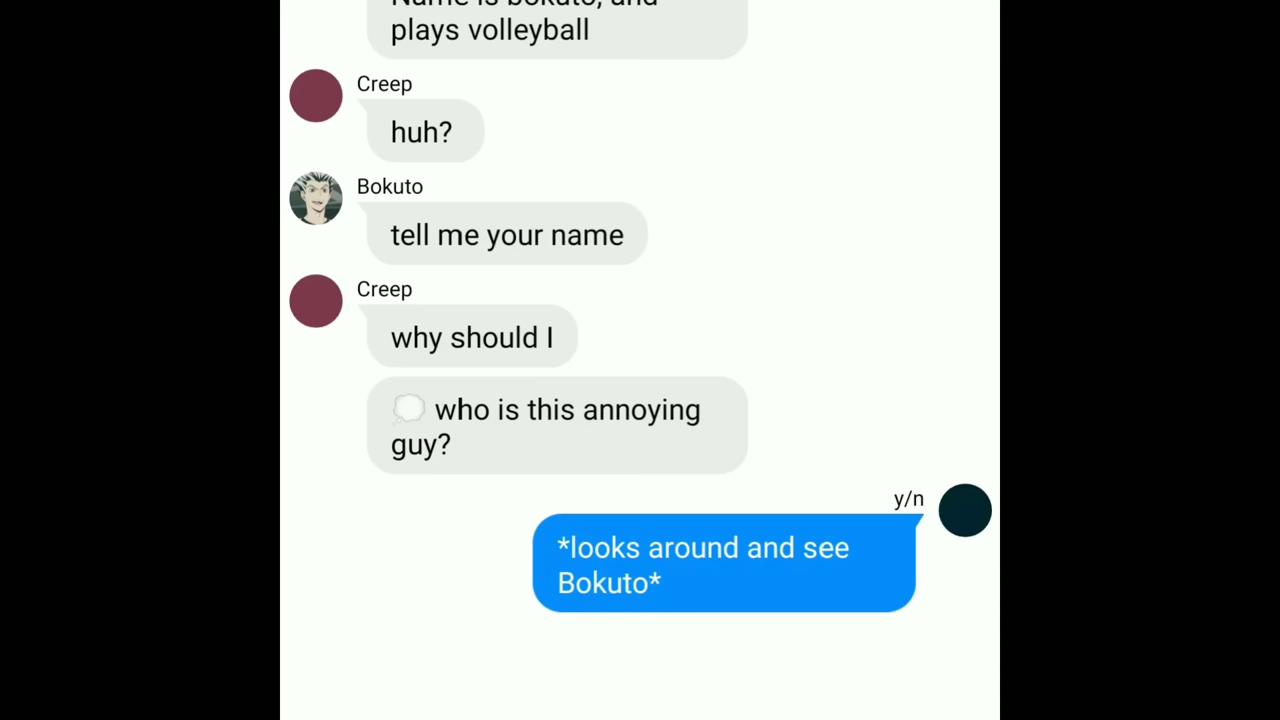 Name is bokuto, and
plays volleyball
Creep
huh?
Bokuto
tell me your name
Creep
why should I
💭 who is this annoying
guy?
y/n
*looks around and see
Bokuto*